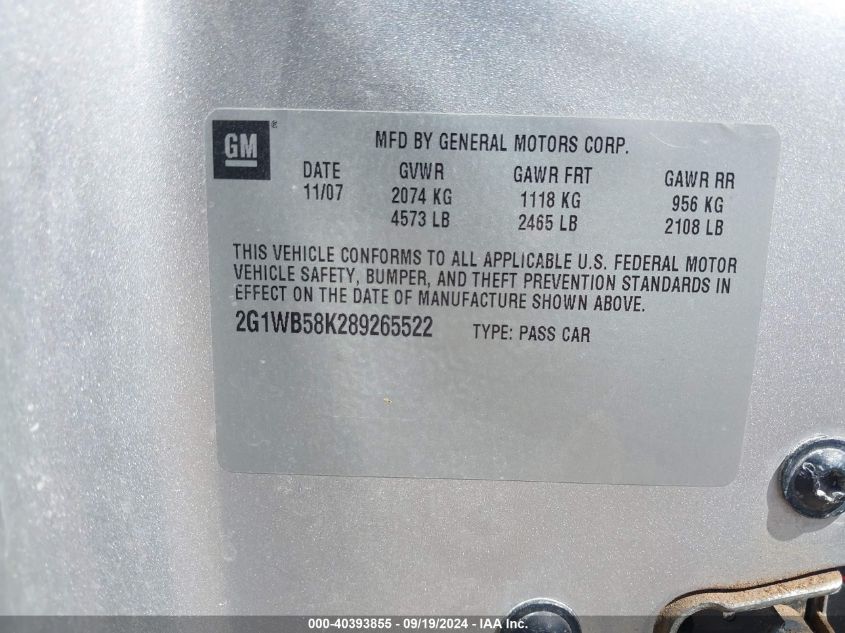 GM ®
MFD BY GENERAL MOTORS CORP.
DATE GVWR GAWR FRT GAWR RR
11/07 2074 KG 1118 KG 956 KG
4573 LB 2465 LB 2108 LB
THIS VEHICLE CONFORMS TO ALL APPLICABLE U.S. FEDERAL MOTOR
VEHICLE SAFETY, BUMPER, AND THEFT PREVENTION STANDARDS IN
EFFECT ON THE DATE OF MANUFACTURE SHOWN ABOVE.
2G1WB58K289265522 TYPE: PASS CAR
000-40393855 - 09/19/2024 - IAA Inc.